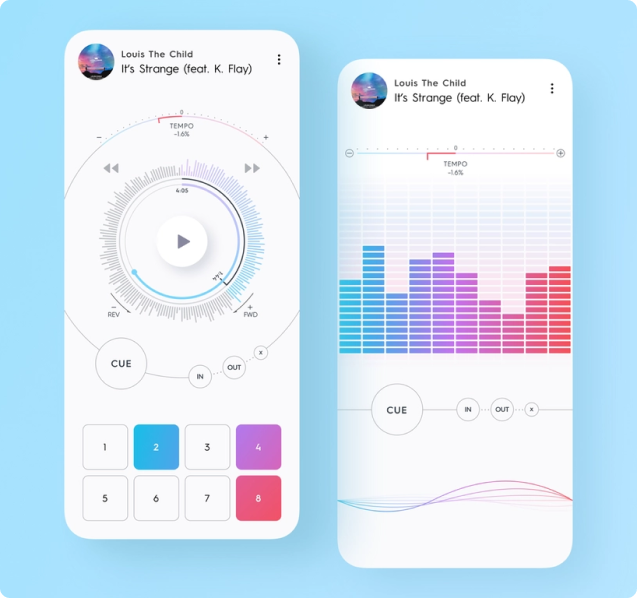 Louis The Child
It's Strange (feat. K. Flay)
0
TEMPO
-1.6%
−
+
4:05
1:44
−
REV
+
FWD
CUE
IN
OUT
x
1
2
3
4
5
6
7
8
Louis The Child
It's Strange (feat. K. Flay)
0
−
+
TEMPO
-1.6%
CUE
IN
OUT
x